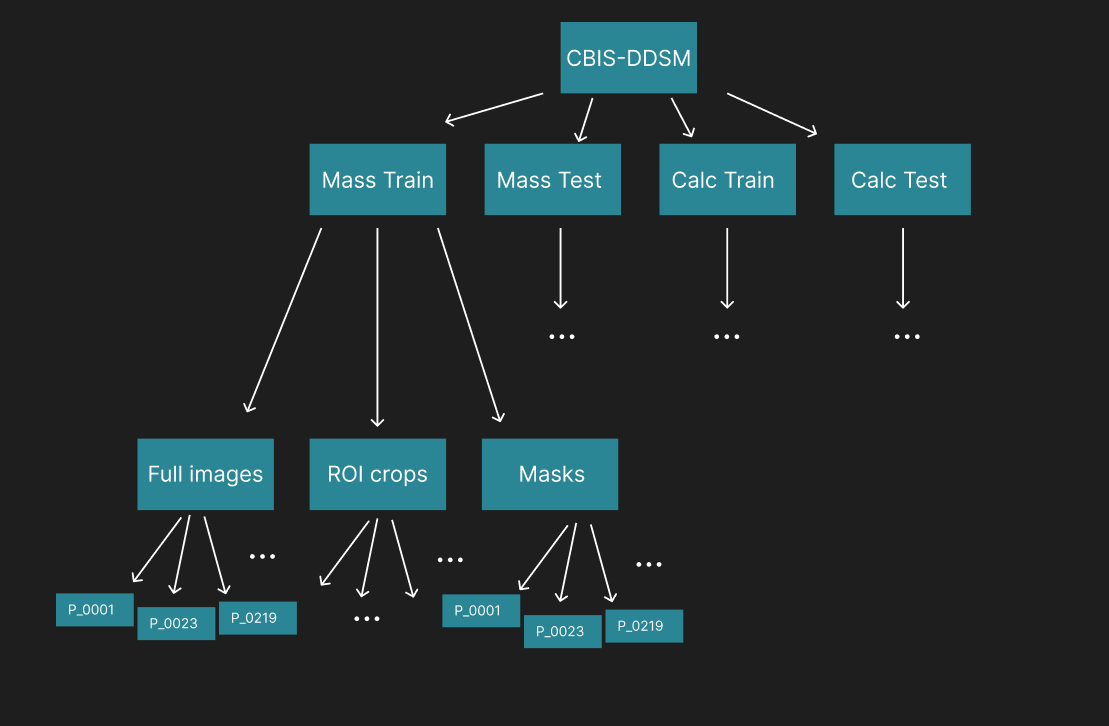 CBIS-DDSM
Mass Train
Mass Test
Calc Train
Calc Test
...
...
...
Full images
ROI crops
Masks
...
...
...
P_0001
P_0023
P_0219
...
P_0001
P_0023
P_0219